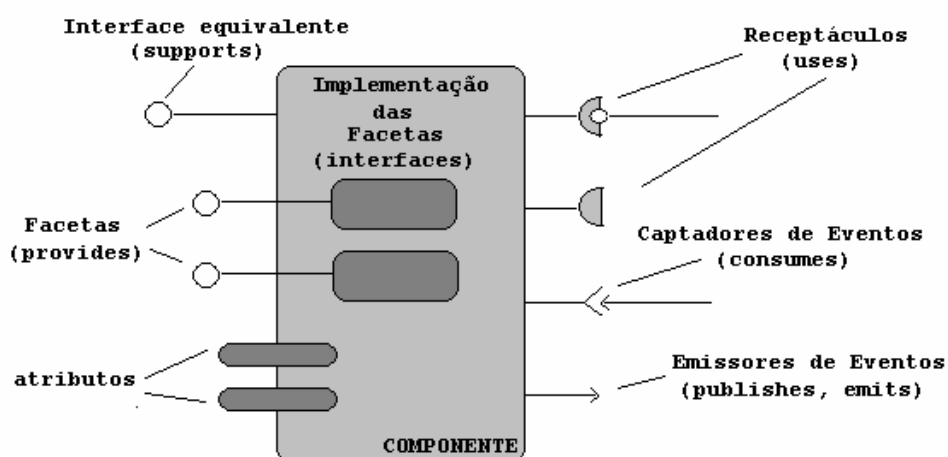 Interface equivalente
(supports)
Implementação
das
Facetas
(interfaces)
Receptáculos
(uses)
Facetas
(provides)
Captadores de Eventos
(consumes)
atributos
Emissores de Eventos
(publishes, emits)
COMPONENTE